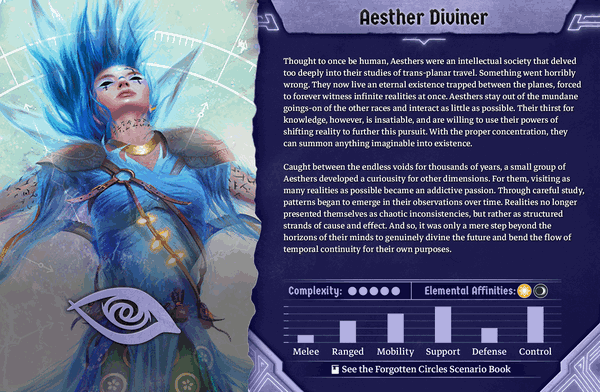 Aesther Diviner
Thought to once be human, Aesthers were an intellectual society that delved
too deeply into their studies of trans-planar travel. Something went horribly
wrong. They now live an eternal existence trapped between the planes, forced
to forever witness infinite realities at once. Aesthers stay out of the mundane
goings-on of the other races and interact as little as possible. Their thirst for
knowledge, however, is insatiable, and are willing to use their powers of
shifting reality to further this pursuit. With the proper concentration, they
can summon anything imaginable into existence.
Caught between the endless voids for thousands of years, a small group of
Aesthers developed a curiousity for other dimensions. For them, visiting as
many realities as possible became an addictive passion. Through careful study,
patterns began to emerge in their observations over time. Realities no longer
presented themselves as chaotic inconsistencies, but rather as structured
strands of cause and effect. And so, it was only a mere step beyond the
horizons of their minds to genuinely divine the future and bend the flow of
temporal continuity for their own purposes.
Complexity: Elemental Affinities:
Melee Ranged Mobility Support Defense Control
See the Forgotten Circles Scenario Book